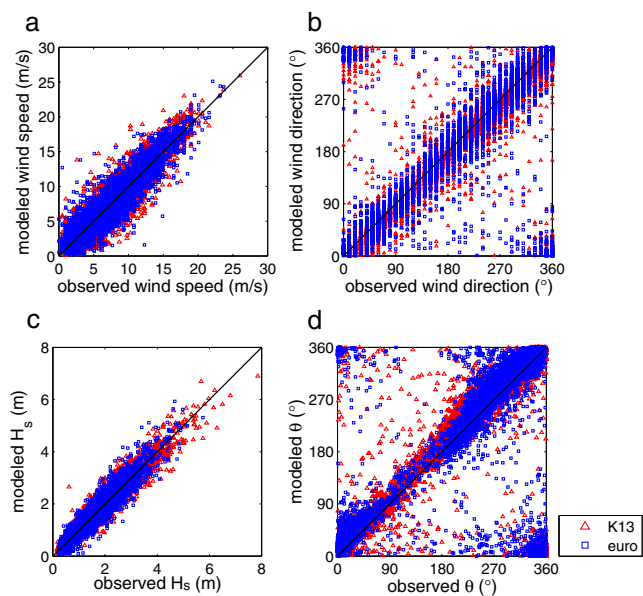 a
b
modeled wind speed (m/s)
30
25
20
15
10
5
0
0 5 10 15 20 25 30
observed wind speed (m/s)
modeled wind direction (°)
360
270
180
90
0
0 90 180 270 360
observed wind direction (°)
c
d
modeled Hs (m)
8
6
4
2
0
0 2 4 6 8
observed Hs (m)
modeled θ (°)
360
270
180
90
0
0 90 180 270 360
observed θ (°)
K13
euro